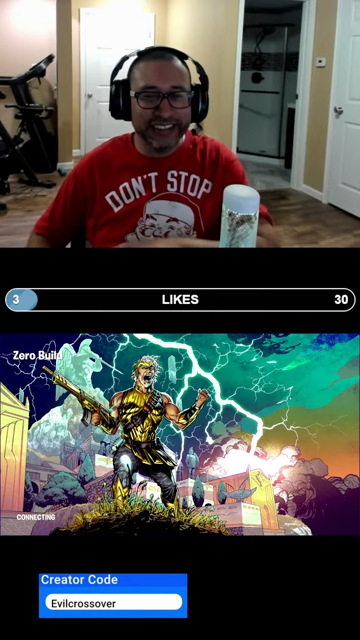 DON'T STOP
3 LIKES 30
Zero Build
CONNECTING
Creator Code
Evilcrossover